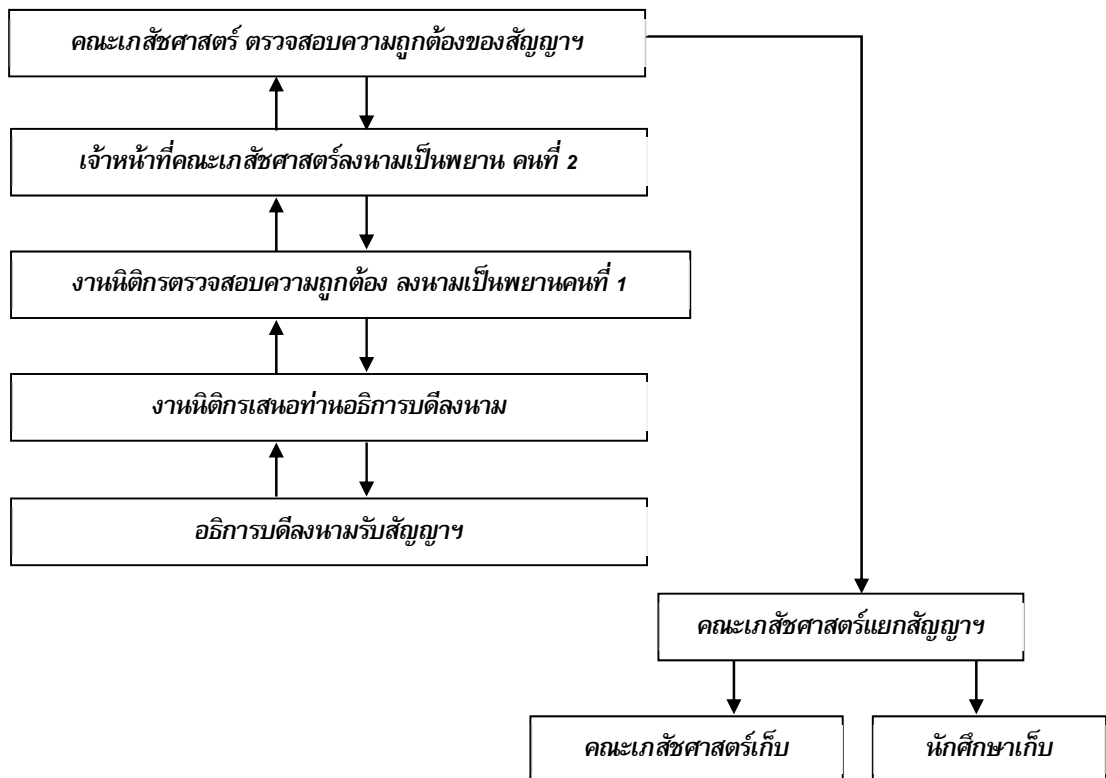 คณะเภสัชศาสตร์ ตรวจสอบความถูกต้องของสัญญาฯ
เจ้าหน้าที่คณะเภสัชศาสตร์ลงนามเป็นพยาน คนที่ 2
งานนิติกรตรวจสอบความถูกต้อง ลงนามเป็นพยานคนที่ 1
งานนิติกรเสนอท่านอธิการบดีลงนาม
อธิการบดีลงนามรับสัญญาฯ
คณะเภสัชศาสตร์แยกสัญญาฯ
คณะเภสัชศาสตร์เก็บ
นักศึกษาเก็บ